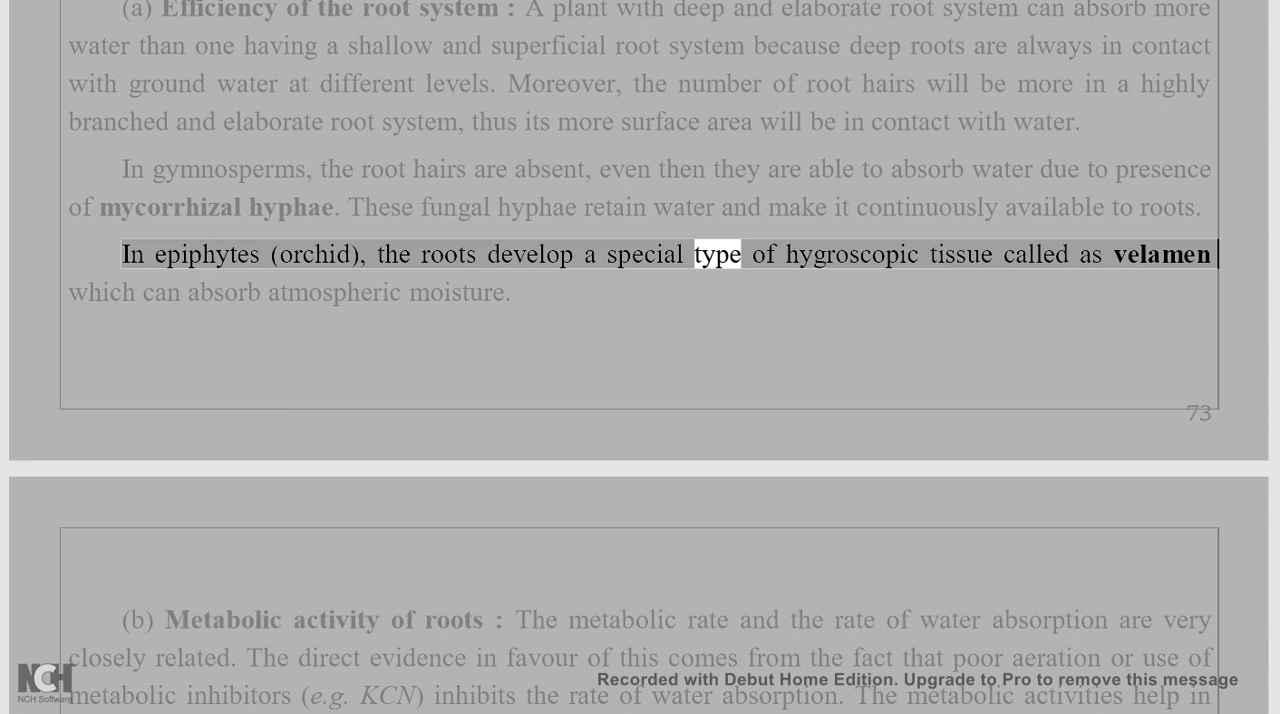 (a) Efficiency of the root system : A plant with deep and elaborate root system can absorb more
water than one having a shallow and superficial root system because deep roots are always in contact
with ground water at different levels. Moreover, the number of root hairs will be more in a highly
branched and elaborate root system, thus its more surface area will be in contact with water.
In gymnosperms, the root hairs are absent, even then they are able to absorb water due to presence
of mycorrhizal hyphae. These fungal hyphae retain water and make it continuously available to roots.
In epiphytes (orchid), the roots develop a special type of hygroscopic tissue called as velamen
which can absorb atmospheric moisture.
73
(b) Metabolic activity of roots : The metabolic rate and the rate of water absorption are very
closely related. The direct evidence in favour of this comes from the fact that poor aeration or use of
Recorded with Debut Home Edition. Upgrade to Pro to remove this message
metabolic inhibitors (e.g. KCN) inhibits the rate of water absorption. The metabolic activities help in
NCH
NCH Software